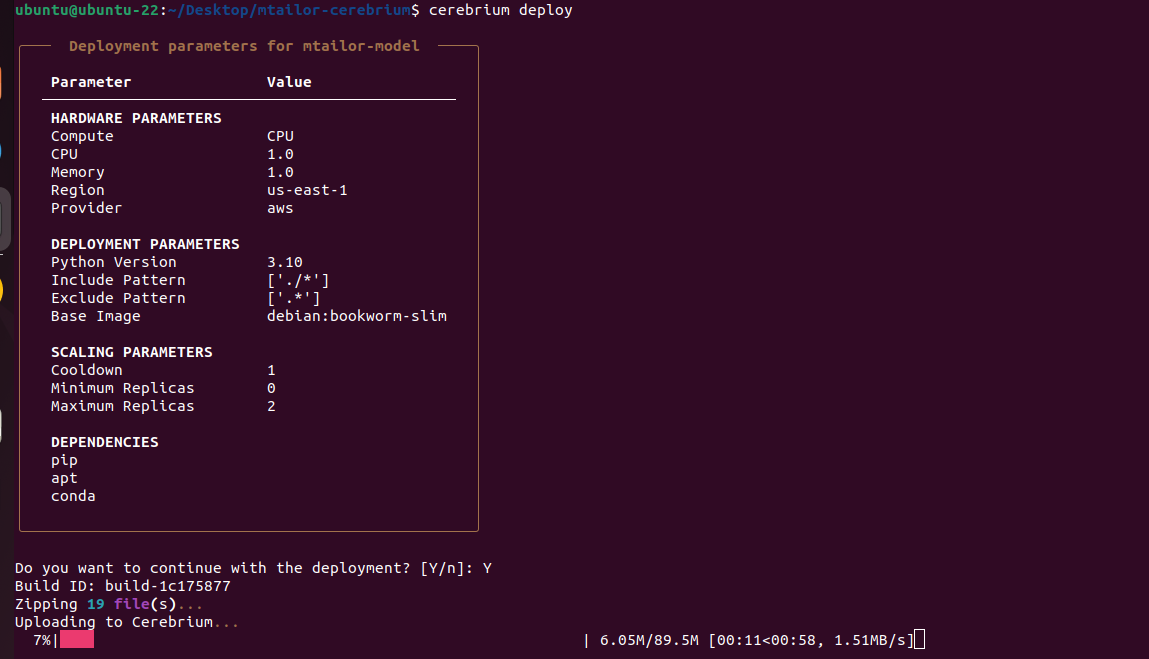 ubuntu@ubuntu-22:~/Desktop/mtailor-cerebrium$ cerebrium deploy
Deployment parameters for mtailor-model
Parameter Value
HARDWARE PARAMETERS
Compute CPU
CPU 1.0
Memory 1.0
Region us-east-1
Provider aws
DEPLOYMENT PARAMETERS
Python Version 3.10
Include Pattern ['./*']
Exclude Pattern ['.*']
Base Image debian:bookworm-slim
SCALING PARAMETERS
Cooldown 1
Minimum Replicas 0
Maximum Replicas 2
DEPENDENCIES
pip
apt
conda
Do you want to continue with the deployment? [Y/n]: Y
Build ID: build-1c175877
Zipping 19 file(s)...
Uploading to Cerebrium...
7%| | 6.05M/89.5M [00:11<00:58, 1.51MB/s]